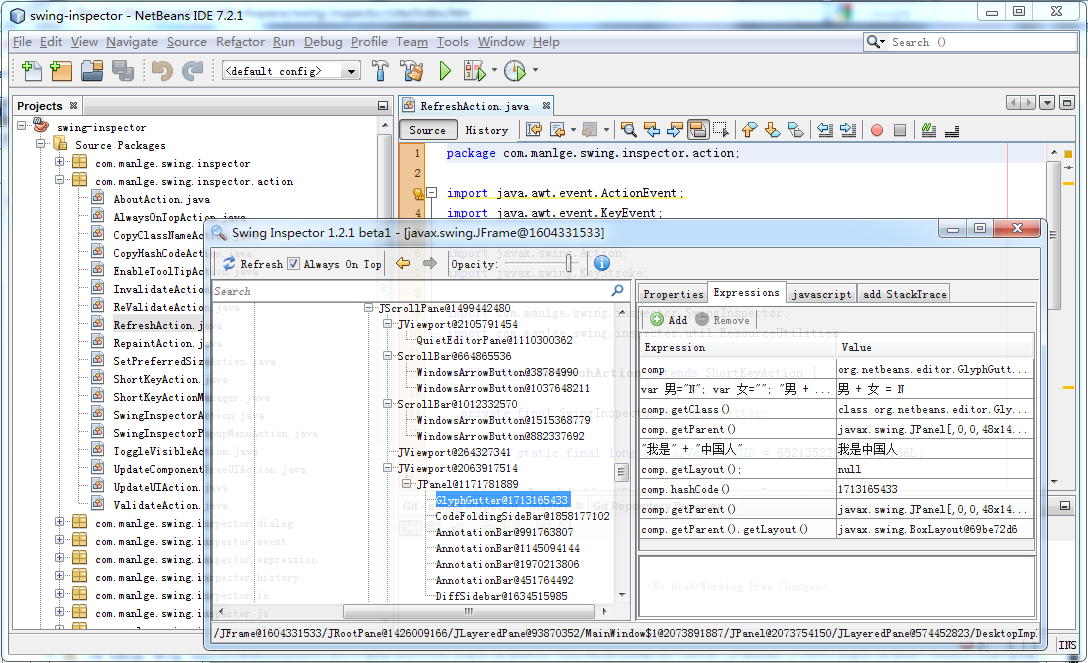 swing-inspector - NetBeans IDE 7.2.1
File Edit View Navigate Source Refactor Run Debug Profile Team Tools Window Help
Search ()
<default config>
Projects
swing-inspector
Source Packages
com.manlge.swing.inspector
com.manlge.swing.inspector.action
AboutAction.java
AlwaysOnTopAction.java
CopyClassNameAction
CopyHashCodeAction
EnableToolTipAction
InvalidateAction
ReValidateAction
RefreshAction.java
RepaintAction.java
SetPreferredSizeAction.java
ShortKeyAction.java
ShortKeyActionManager.java
SwingInspectorAction.java
SwingInspectorPopupMenuAction.java
ToggleVisibleAction
UpdateComponentTreeUIAction.java
UpdateUIAction.java
ValidateAction.java
com.manlge.swing.inspector.dialog
com.manlge.swing.inspector.event
com.manlge.swing.inspector.expression
com.manlge.swing.inspector.history
com.manlge.swing.inspector.io
com.manlge.swing.inspector.js
RefreshAction.java
Source History
1 package com.manlge.swing.inspector.action;
2
import java.awt.event.ActionEvent;
4 import java.awt.event.KeyEvent;
Swing Inspector 1.2.1 beta1 - [javax.swing.JFrame@1604331533]
Refresh Always On Top Opacity:
Search
JScrollPane@1499442480
JViewport@2105791454
QuietEditorPane@1110300362
ScrollBar@664865536
WindowsArrowButton@38784990
WindowsArrowButton@1037648211
ScrollBar@1012332570
WindowsArrowButton@1515368779
WindowsArrowButton@882337692
JViewport@264327341
JViewport@2063917514
JPanel@1171781889
GlyphGutter@1713165433
CodeFoldingSideBar@1858177102
AnnotationBar@991763807
AnnotationBar@1145094144
AnnotationBar@1970213806
AnnotationBar@451764492
DiffSidebar@1634515985
Properties Expressions javascript add StackTrace
Add Remove
Expression Value
comp org.netbeans.editor.GlyphGutt...
var 男="N"; var 女=""; "男 + ... 男 + 女 = N
comp.getClass() class org.netbeans.editor.Gly...
comp.getParent() javax.swing.JPanel[,0,0,48x14...
"我是" + "中国人" 我是中国人
comp.getLayout(); null
comp.hashCode() 1713165433
comp.getParent() javax.swing.JPanel[,0,0,48x14...
comp.getParent().getLayout() javax.swing.BoxLayout@69be72d6
<No Head/Working Tree Changes>
/JFrame@1604331533/JRootPane@1426009166/JLayeredPane@93870352/MainWindow$1@2073891887/JPanel@2073754150/JLayeredPane@574452823/DesktopImp
INS